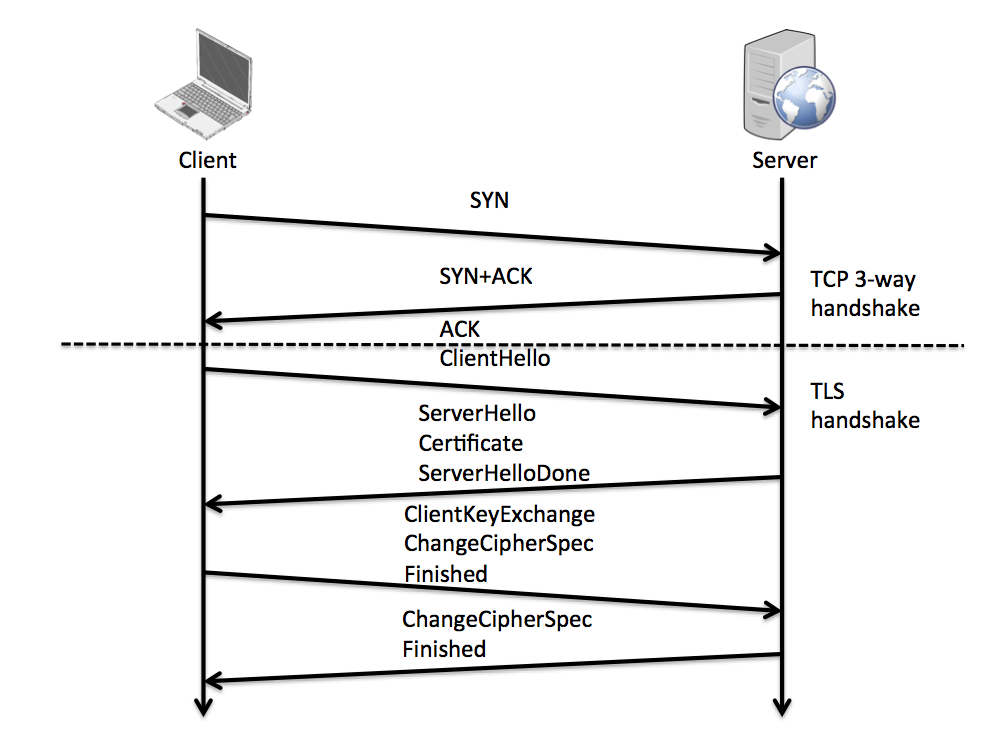 Client
Server
SYN
SYN+ACK
TCP 3-way
handshake
ACK
ClientHello
TLS
handshake
ServerHello
Certificate
ServerHelloDone
ClientKeyExchange
ChangeCipherSpec
Finished
ChangeCipherSpec
Finished